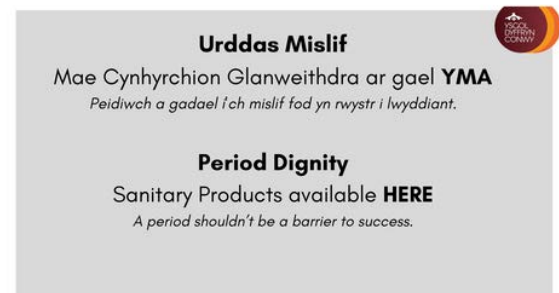 YSGOL
DYFFRYN
CONWY
Urddas Mislif
Mae Cynhyrchion Glanweithdra ar gael YMA
Peidiwch a gadael i'ch mislif fod yn rwystr i lwyddiant.
Period Dignity
Sanitary Products available HERE
A period shouldn't be a barrier to success.